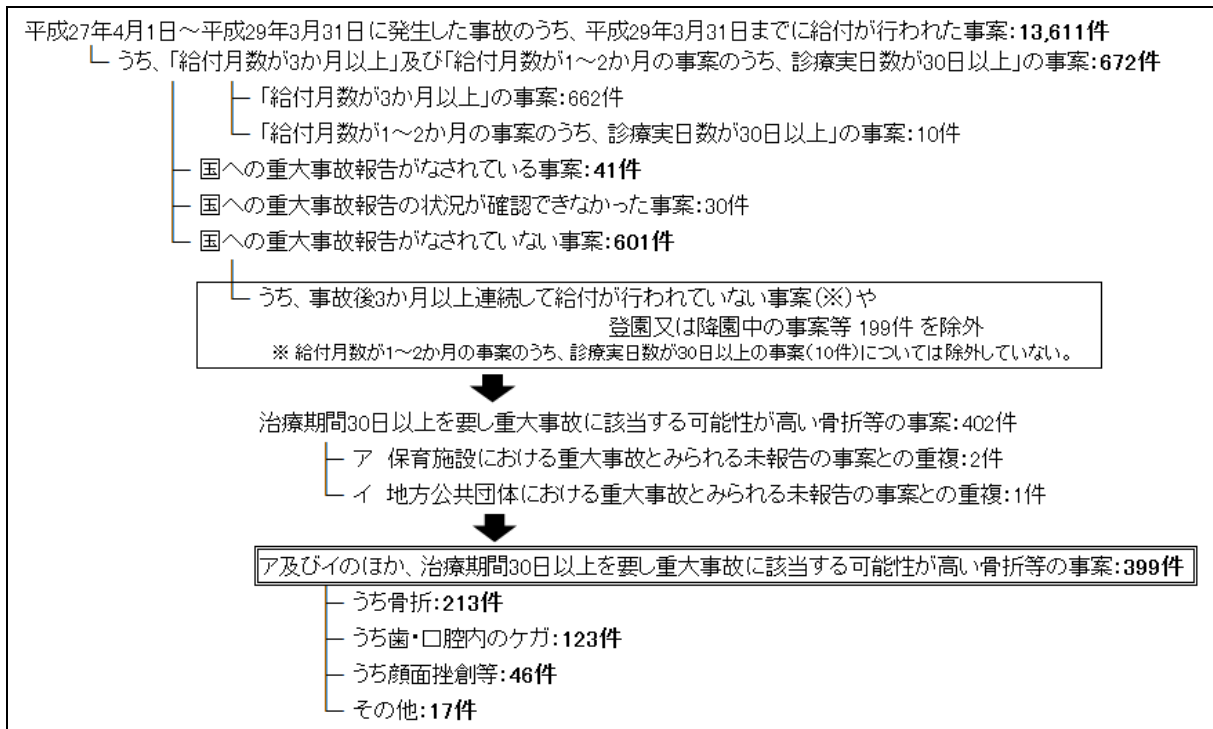 平成27年4月1日～平成29年3月31日に発生した事故のうち、平成29年3月31日までに給付が行われた事案:13,611件
うち、「給付月数が3か月以上」及び「給付月数が1～2か月の事案のうち、診療実日数が30日以上」の事案:672件
「給付月数が3か月以上」の事案:662件
「給付月数が1～2か月の事案のうち、診療実日数が30日以上」の事案:10件
国への重大事故報告がなされている事案:41件
国への重大事故報告の状況が確認できなかった事案:30件
国への重大事故報告がなされていない事案:601件
うち、事故後3か月以上連続して給付が行われていない事案(※)や
登園又は降園中の事案等 199件 を除外
※ 給付月数が1～2か月の事案のうち、診療実日数が30日以上の事案(10件)については除外していない。
治療期間30日以上を要し重大事故に該当する可能性が高い骨折等の事案:402件
ア 保育施設における重大事故とみられる未報告の事案との重複:2件
イ 地方公共団体における重大事故とみられる未報告の事案との重複:1件
ア及びイのほか、治療期間30日以上を要し重大事故に該当する可能性が高い骨折等の事案:399件
うち骨折:213件
うち歯・口腔内のケガ:123件
うち顔面挫創等:46件
その他:17件